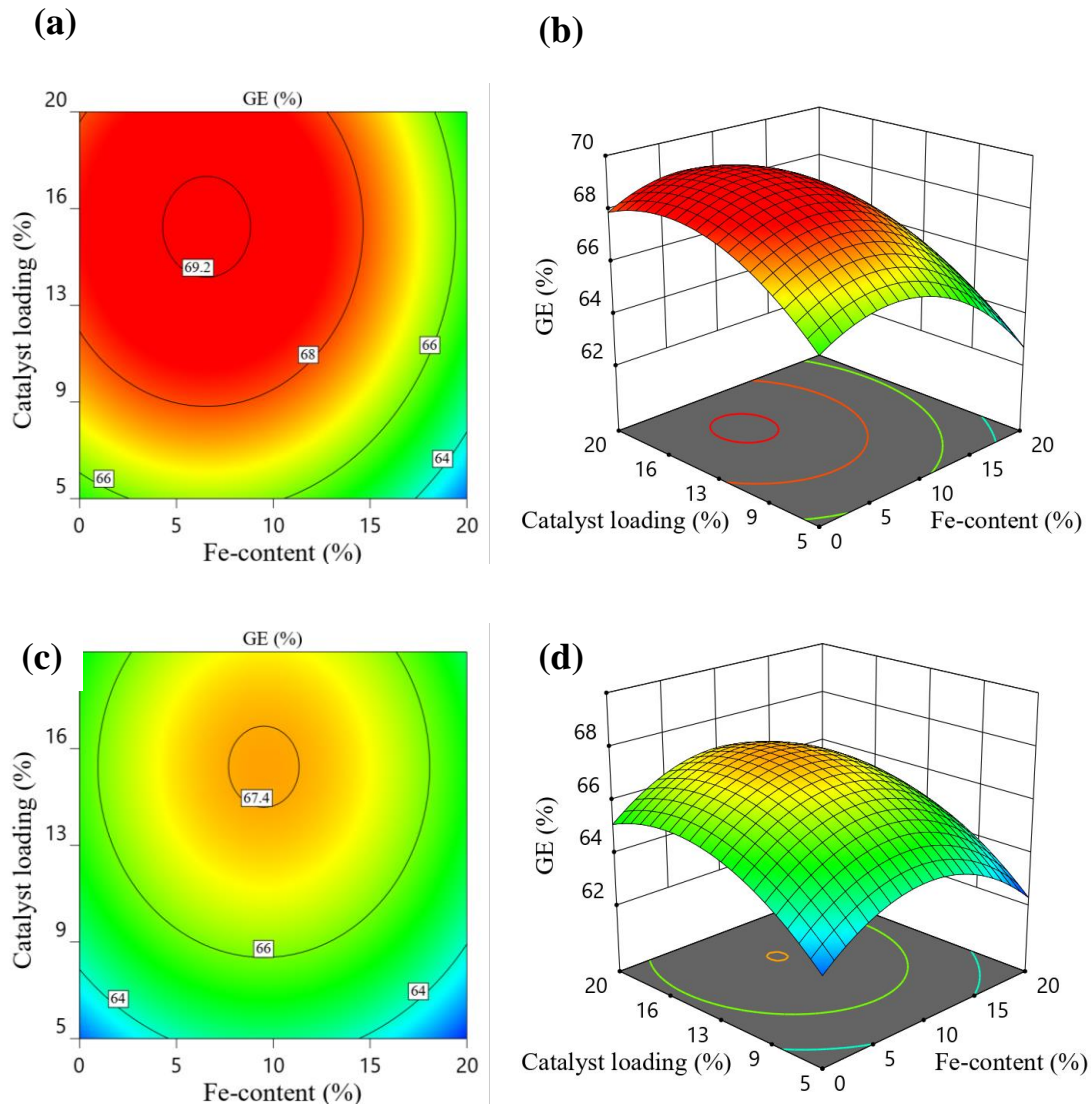 (a)
GE (%)
20
16
13
9
5
Catalyst loading (%)
69.2
68
66
66
64
0 5 10 15 20
Fe-content (%)
(b)
70
68
66
64
62
GE (%)
20 16 13 9 5
Catalyst loading (%)
0 5 10 15 20
Fe-content (%)
(c)
GE (%)
16
13
9
5
Catalyst loading (%)
67.4
66
64
64
0 5 10 15 20
Fe-content (%)
(d)
68
66
64
62
GE (%)
20 16 13 9 5
Catalyst loading (%)
0 5 10 15 20
Fe-content (%)